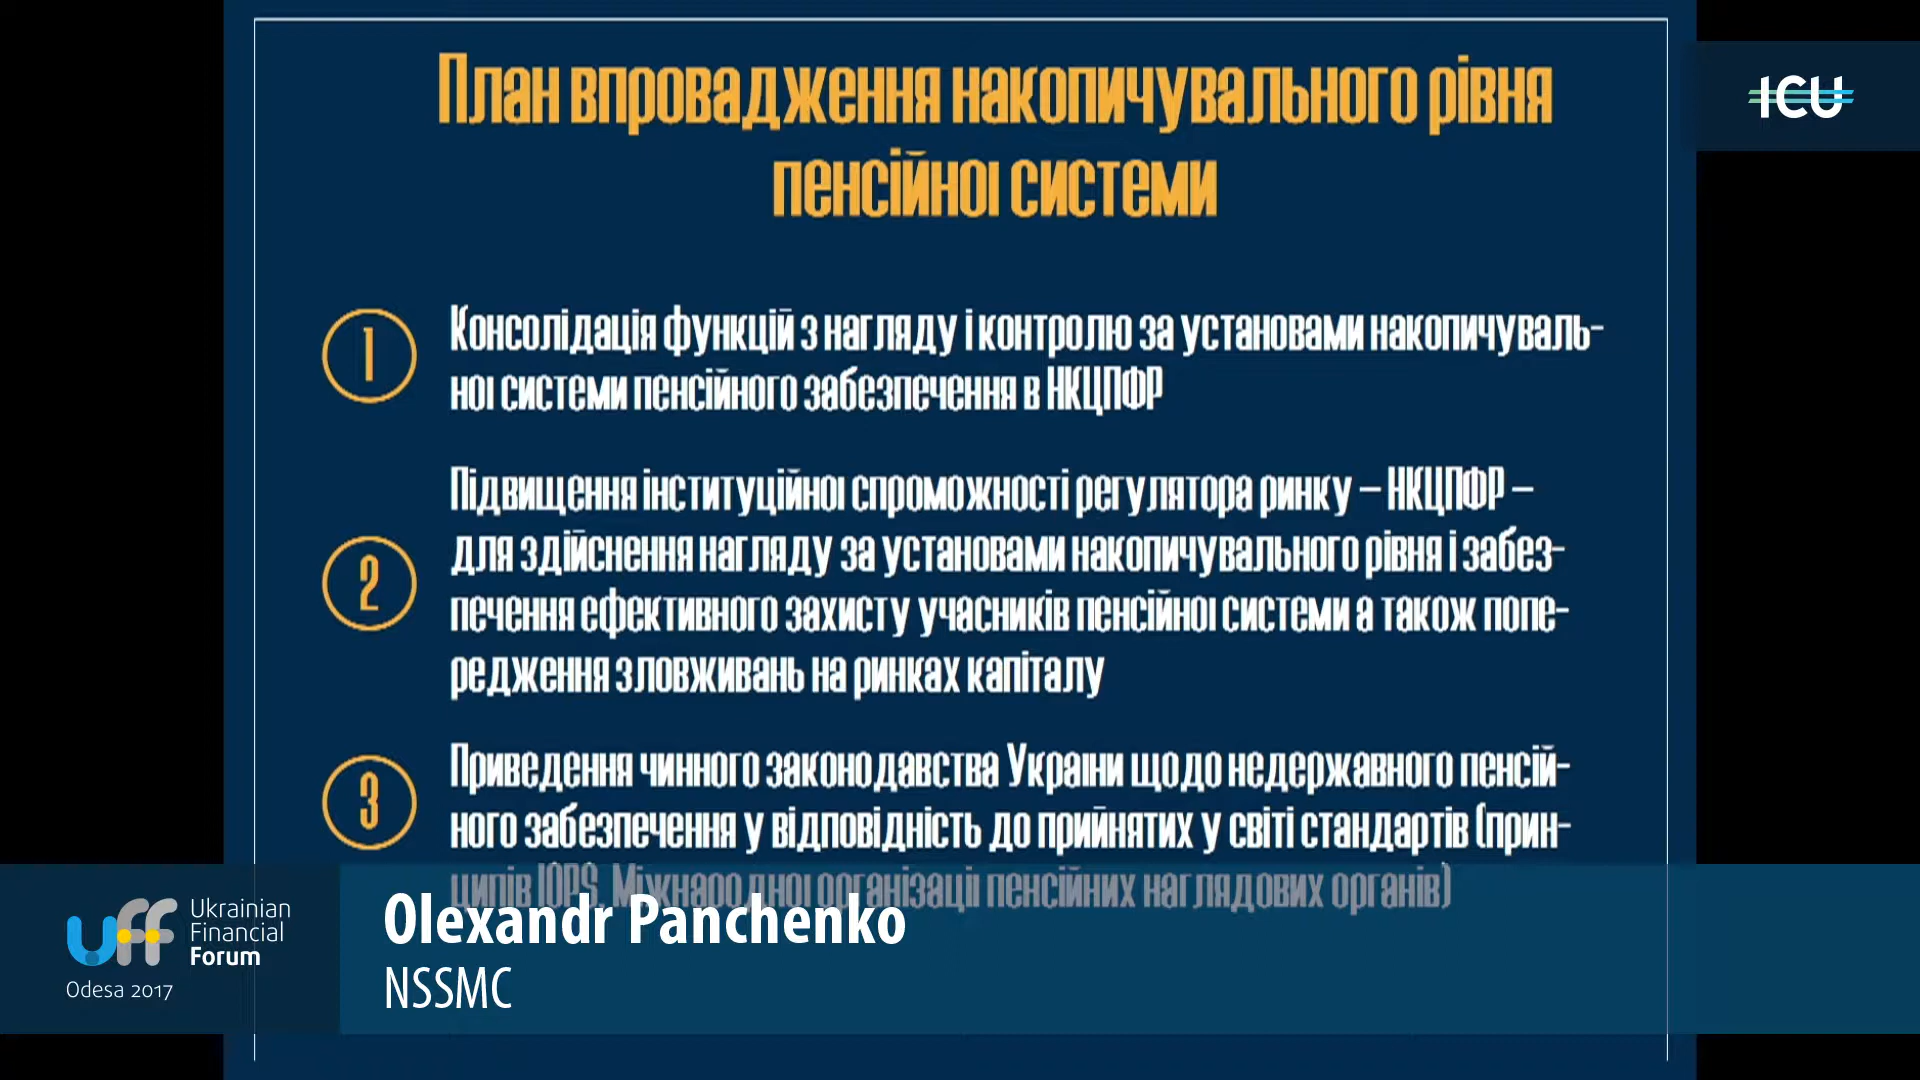 План впровадження накопичувального рівня
пенсійної системи
ICU
1
Консолідація функцій з нагляду і контролю за установами накопичуваль-
ної системи пенсійного забезпечення в НКЦПФР
2
Підвищення інституційної спроможності регулятора ринку – НКЦПФР –
для здійснення нагляду за установами накопичувального рівня і забез-
печення ефективного захисту учасників пенсійної системи а також попе-
редження зловживань на ринках капіталу
3
Приведення чинного законодавства України щодо недержавного пенсій-
ного забезпечення у відповідність до прийнятих у світі стандартів (прин-
ципів IOPS, Міжнародної організації пенсійних наглядових органів)
Olexandr Panchenko
NSSMC
uff
Ukrainian
Financial
Forum
Odesa 2017